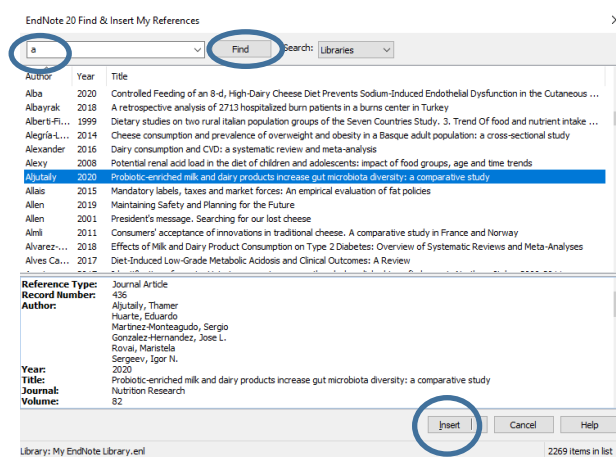 EndNote 20 Find & Insert My References
a Find Search: Libraries
Author Year Title
Alba 2020 Controlled Feeding of an 8-d, High-Dairy Cheese Diet Prevents Sodium-Induced Endothelial Dysfunction in the Cutaneous ...
Albayrak 2018 A retrospective analysis of 2713 hospitalized burn patients in a burns center in Turkey
Alberti-Fi... 1999 Dietary studies on two rural italian population groups of the Seven Countries Study. 3. Trend Of food and nutrient intake ...
Alegría-L... 2014 Cheese consumption and prevalence of overweight and obesity in a Basque adult population: a cross-sectional study
Alexander 2016 Dairy consumption and CVD: a systematic review and meta-analysis
Alexy 2008 Potential renal acid load in the diet of children and adolescents: impact of food groups, age and time trends
Aljutaily 2020 Probiotic-enriched milk and dairy products increase gut microbiota diversity: a comparative study
Allais 2015 Mandatory labels, taxes and market forces: An empirical evaluation of fat policies
Allen 2019 Maintaining Safety and Planning for the Future
Allen 2001 President's message. Searching for our lost cheese
Almli 2011 Consumers' acceptance of innovations in traditional cheese. A comparative study in France and Norway
Alvarez-... 2018 Effects of Milk and Dairy Product Consumption on Type 2 Diabetes: Overview of Systematic Reviews and Meta-Analyses
Alves Ca... 2017 Diet-Induced Low-Grade Metabolic Acidosis and Clinical Outcomes: A Review
Reference Type: Journal Article
Record Number: 436
Author: Aljutaily, Thamer
Huarte, Eduardo
Martinez-Monteagudo, Sergio
Gonzalez-Hernandez, Jose L.
Rovai, Maristela
Sergeev, Igor N.
Year: 2020
Title: Probiotic-enriched milk and dairy products increase gut microbiota diversity: a comparative study
Journal: Nutrition Research
Volume: 82
Insert Cancel Help
Library: My EndNote Library.enl 2269 items in list